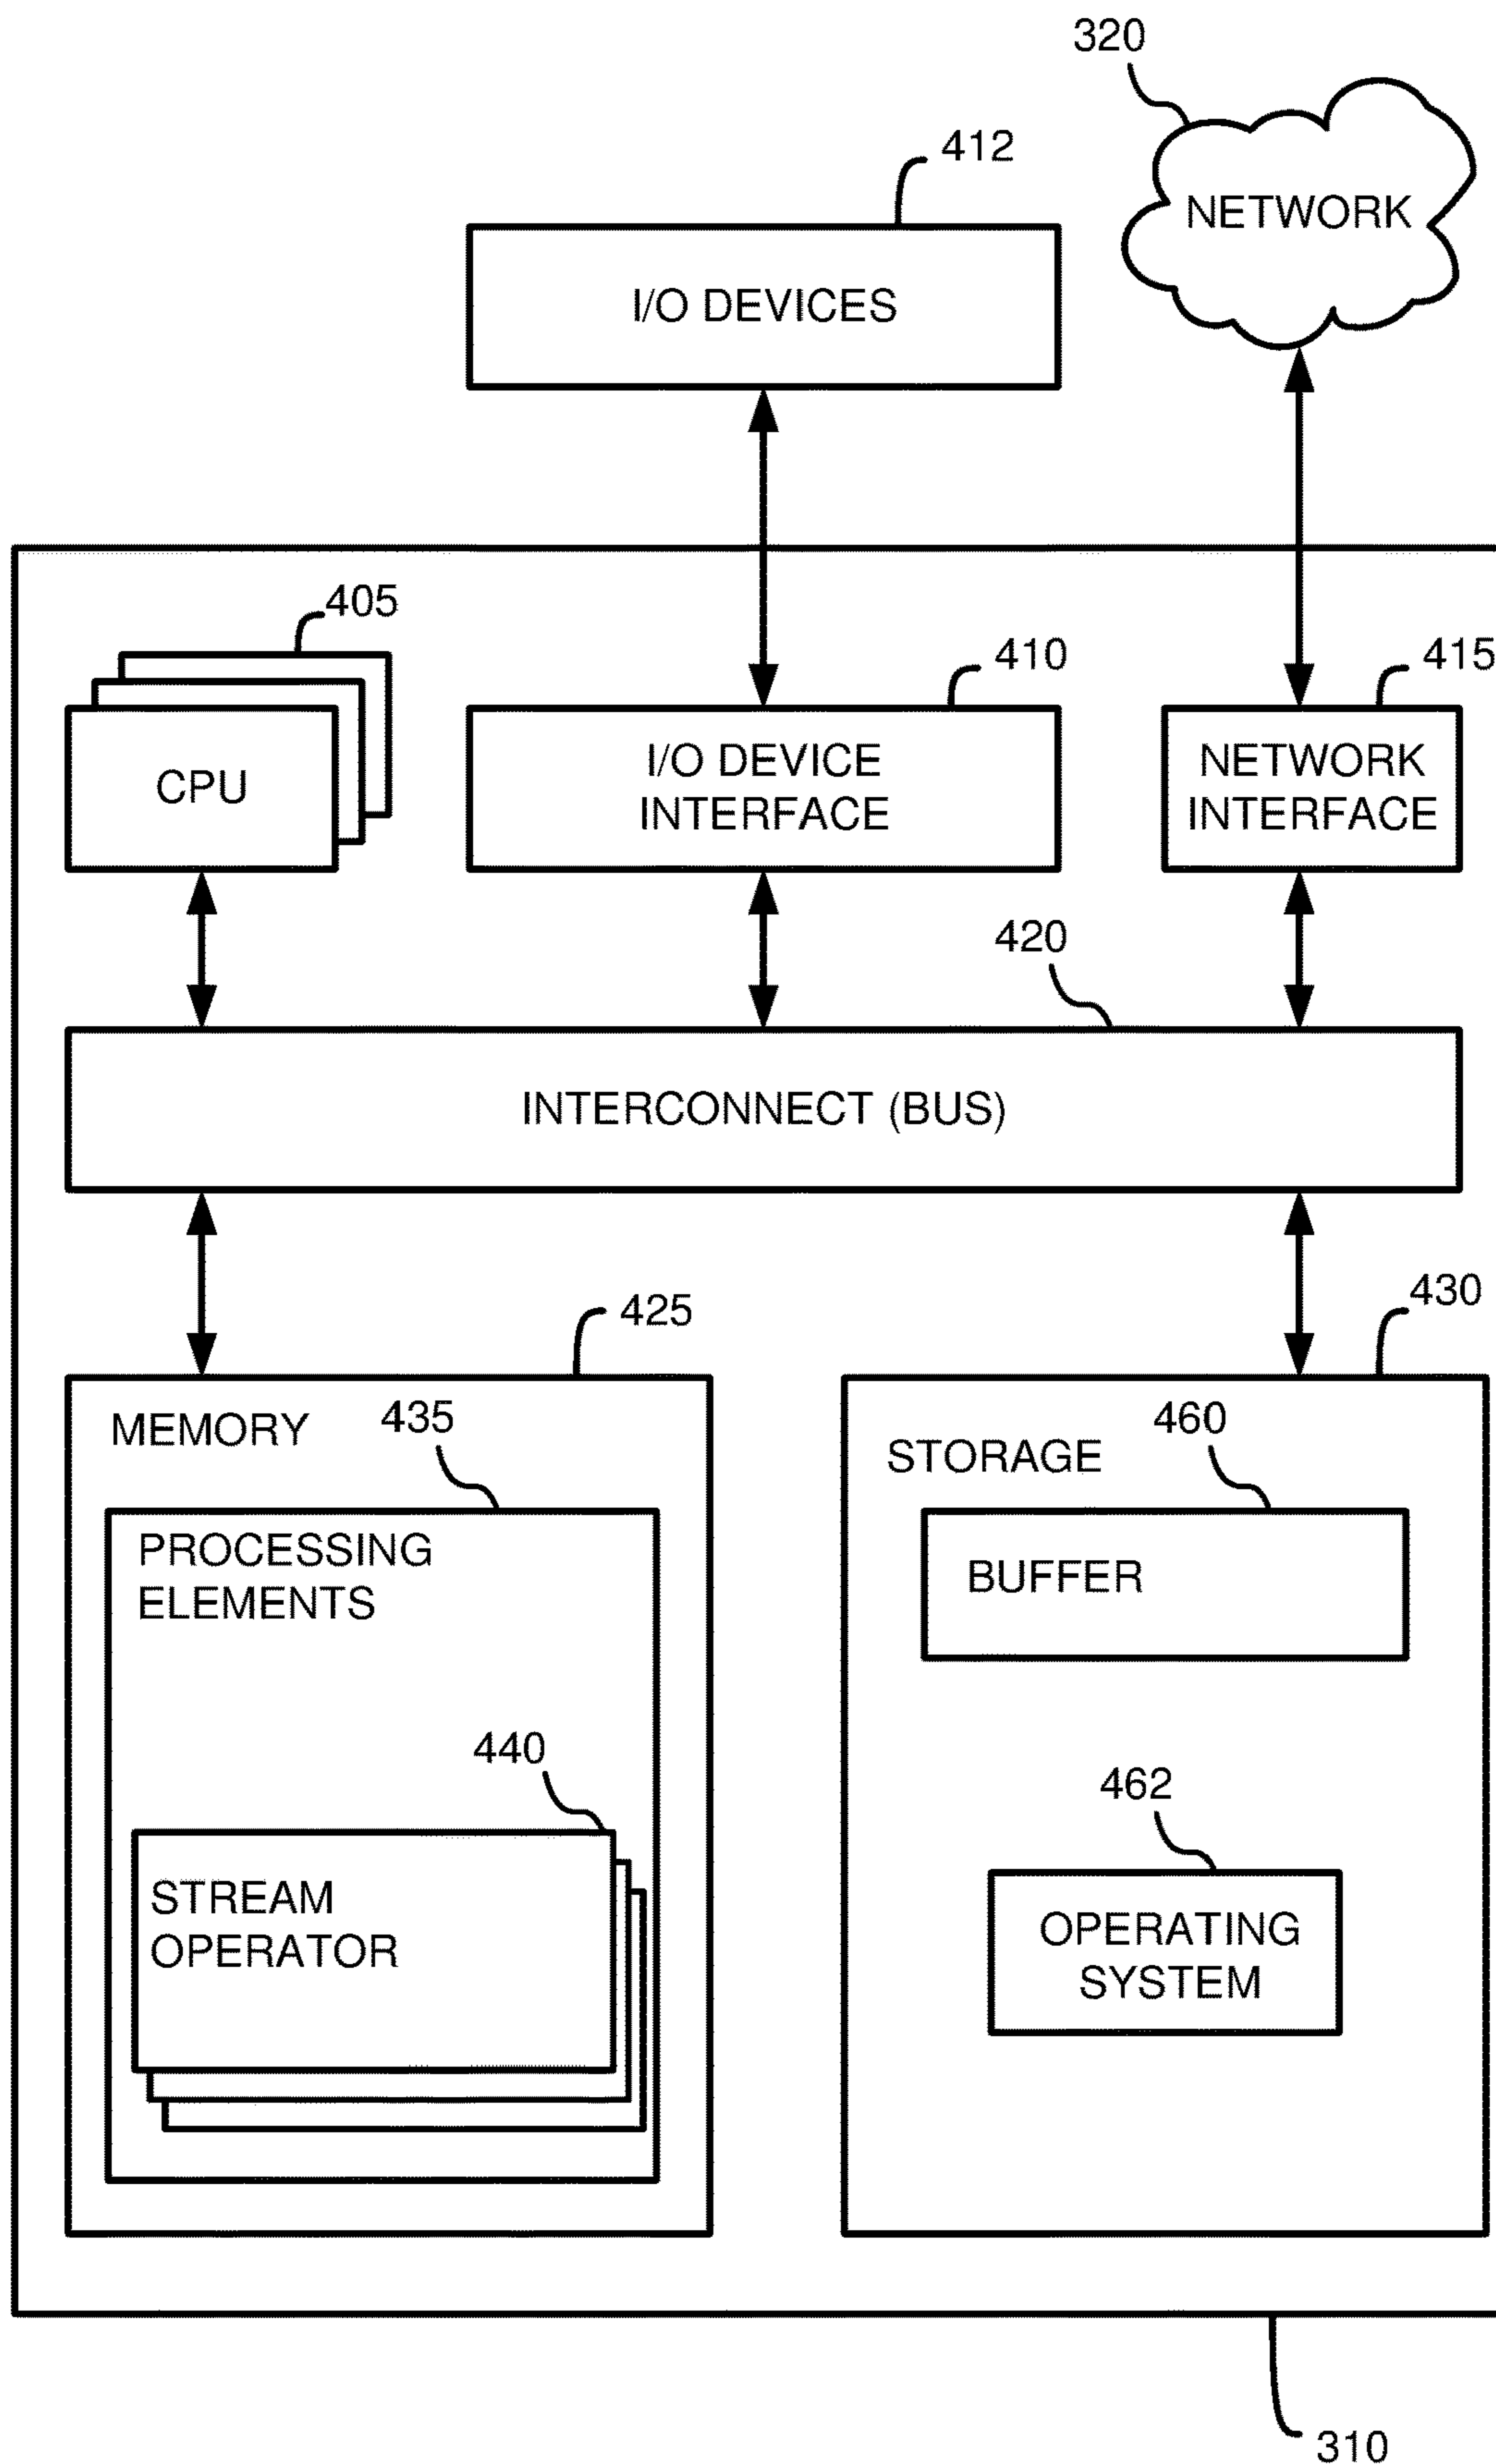 320
412
NETWORK
I/O DEVICES
405
410
415
CPU
I/O DEVICE
INTERFACE
NETWORK
INTERFACE
420
INTERCONNECT (BUS)
425
430
MEMORY
435
PROCESSING
ELEMENTS
440
STREAM
OPERATOR
STORAGE
460
BUFFER
462
OPERATING
SYSTEM
310